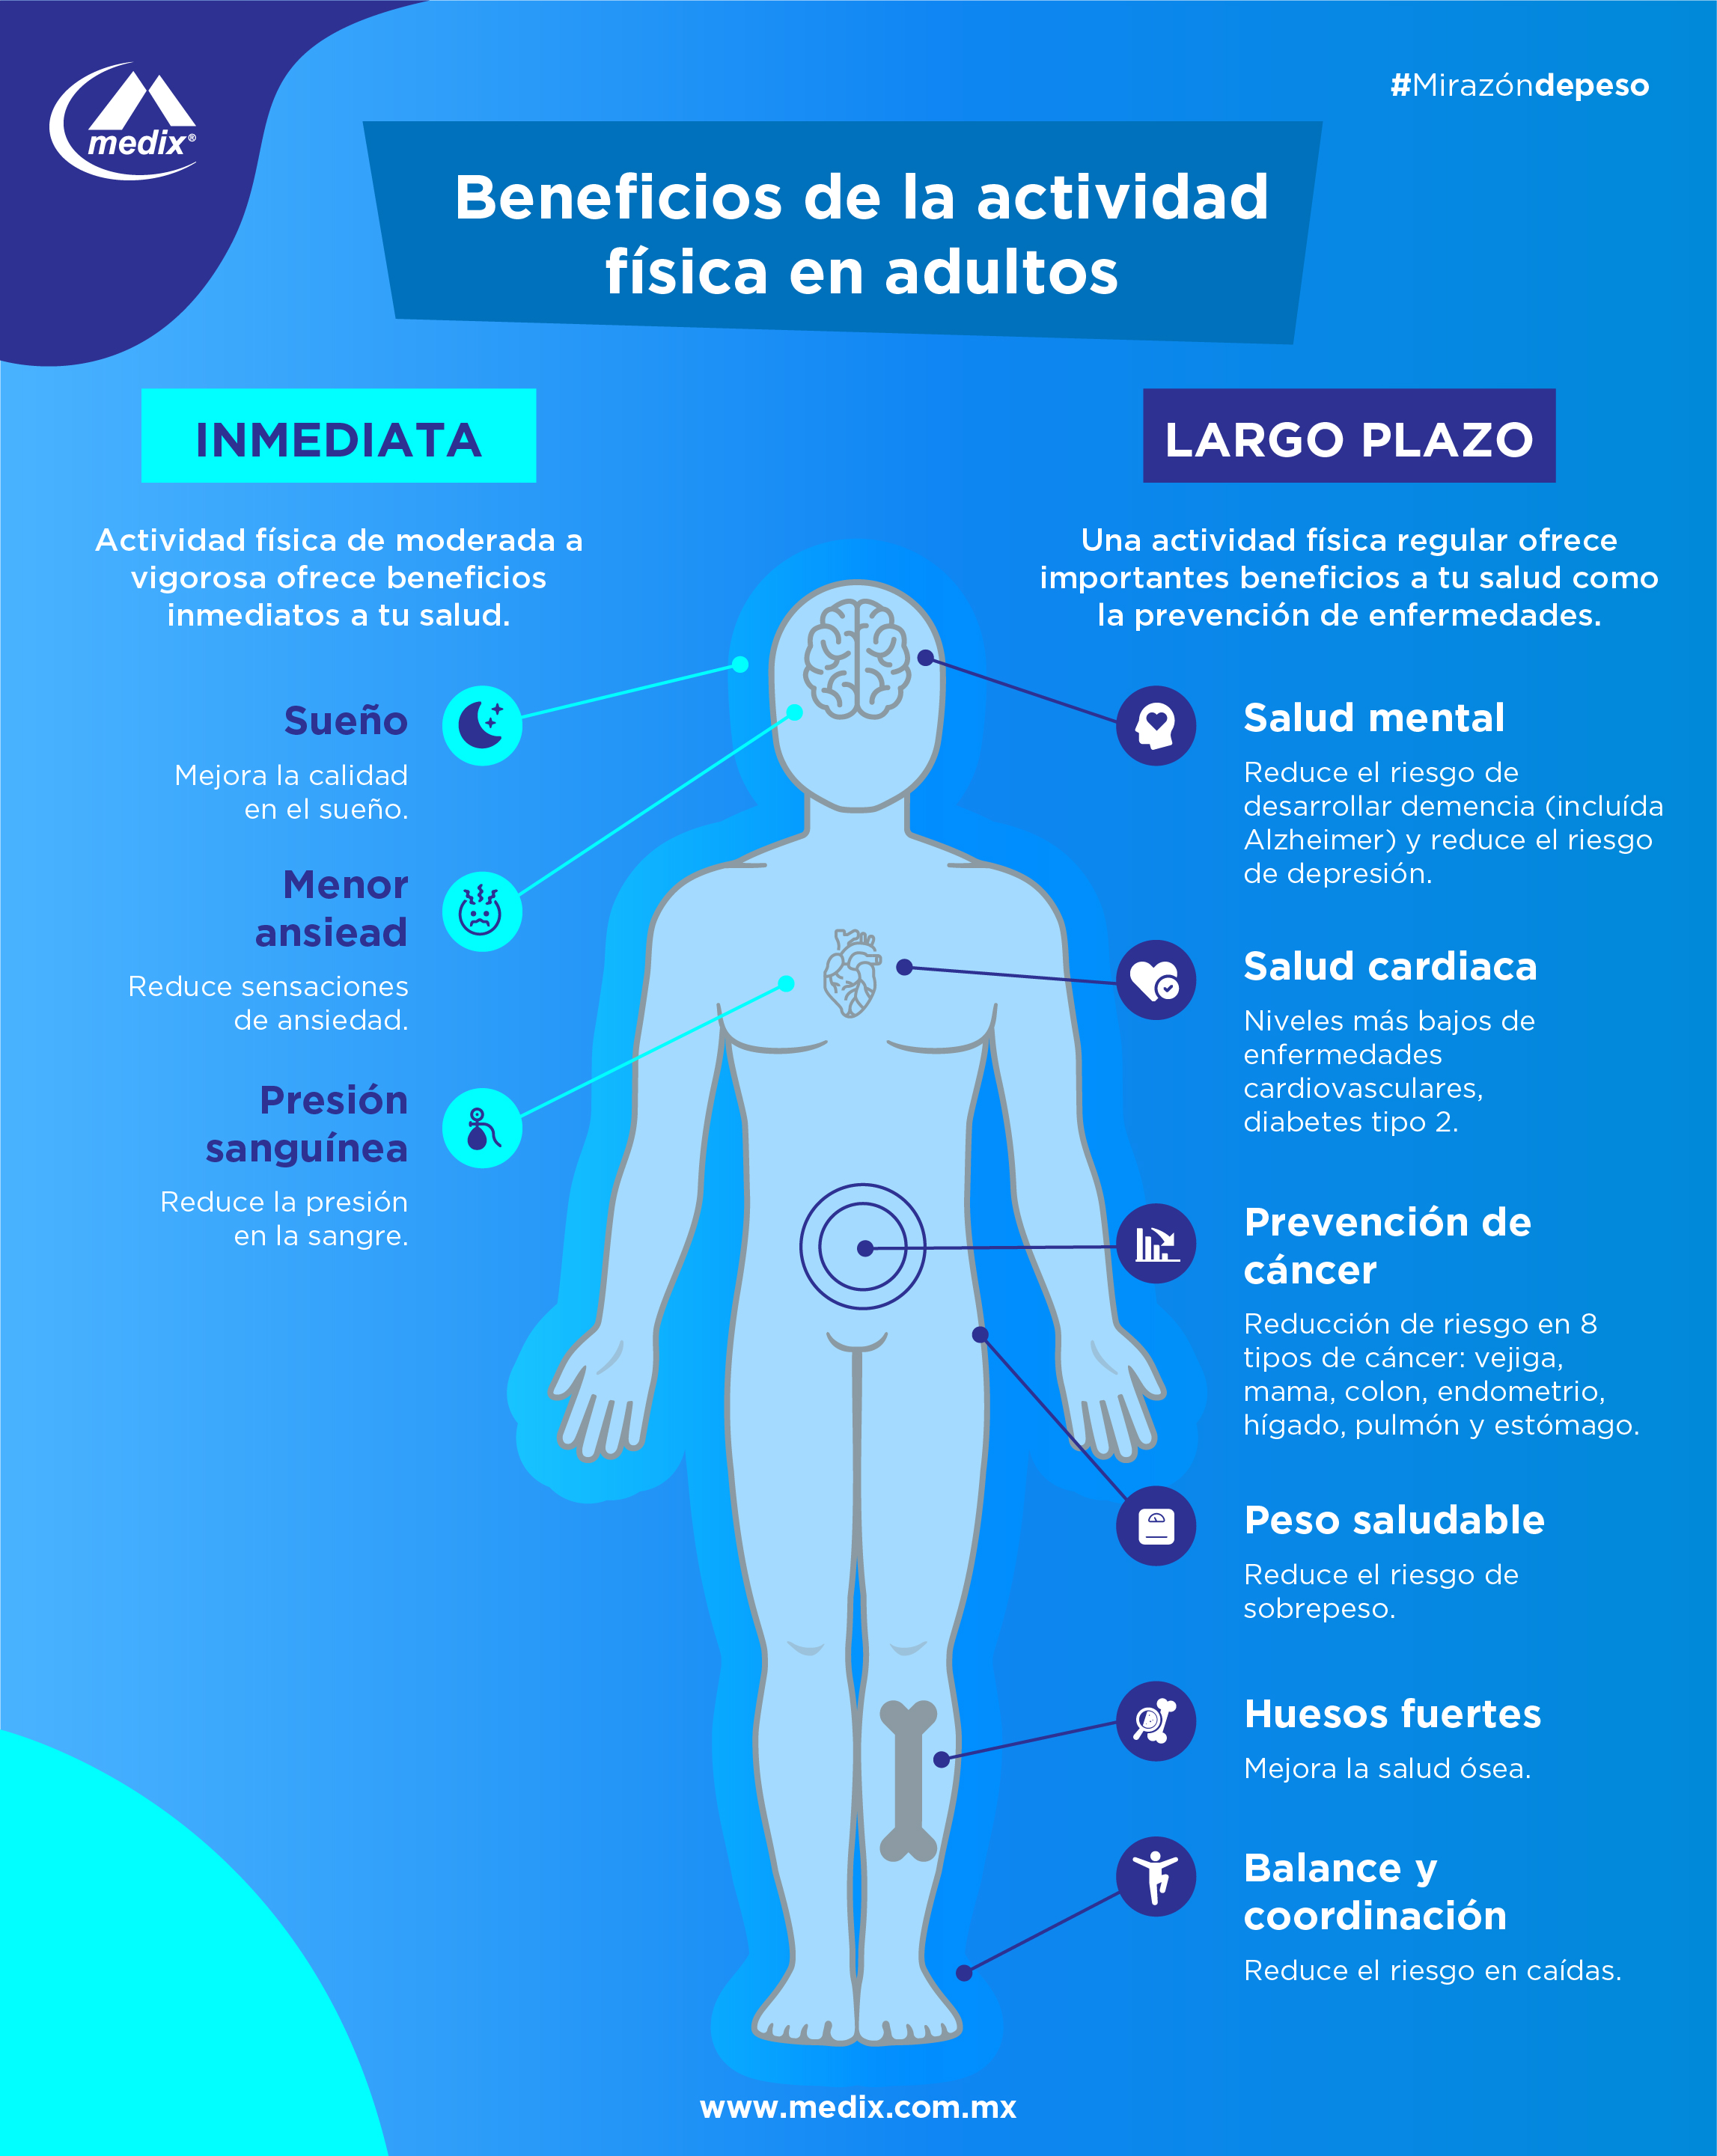 medix®
#Mirazóndepeso
Beneficios de la actividad
física en adultos
INMEDIATA
Actividad física de moderada a
vigorosa ofrece beneficios
inmediatos a tu salud.
Sueño
Mejora la calidad
en el sueño.
Menor
ansiead
Reduce sensaciones
de ansiedad.
Presión
sanguínea
Reduce la presión
en la sangre.
LARGO PLAZO
Una actividad física regular ofrece
importantes beneficios a tu salud como
la prevención de enfermedades.
Salud mental
Reduce el riesgo de
desarrollar demencia (incluída
Alzheimer) y reduce el riesgo
de depresión.
Salud cardiaca
Niveles más bajos de
enfermedades
cardiovasculares,
diabetes tipo 2.
Prevención de
cáncer
Reducción de riesgo en 8
tipos de cáncer: vejiga,
mama, colon, endometrio,
hígado, pulmón y estómago.
Peso saludable
Reduce el riesgo de
sobrepeso.
Huesos fuertes
Mejora la salud ósea.
Balance y
coordinación
Reduce el riesgo en caídas.
www.medix.com.mx